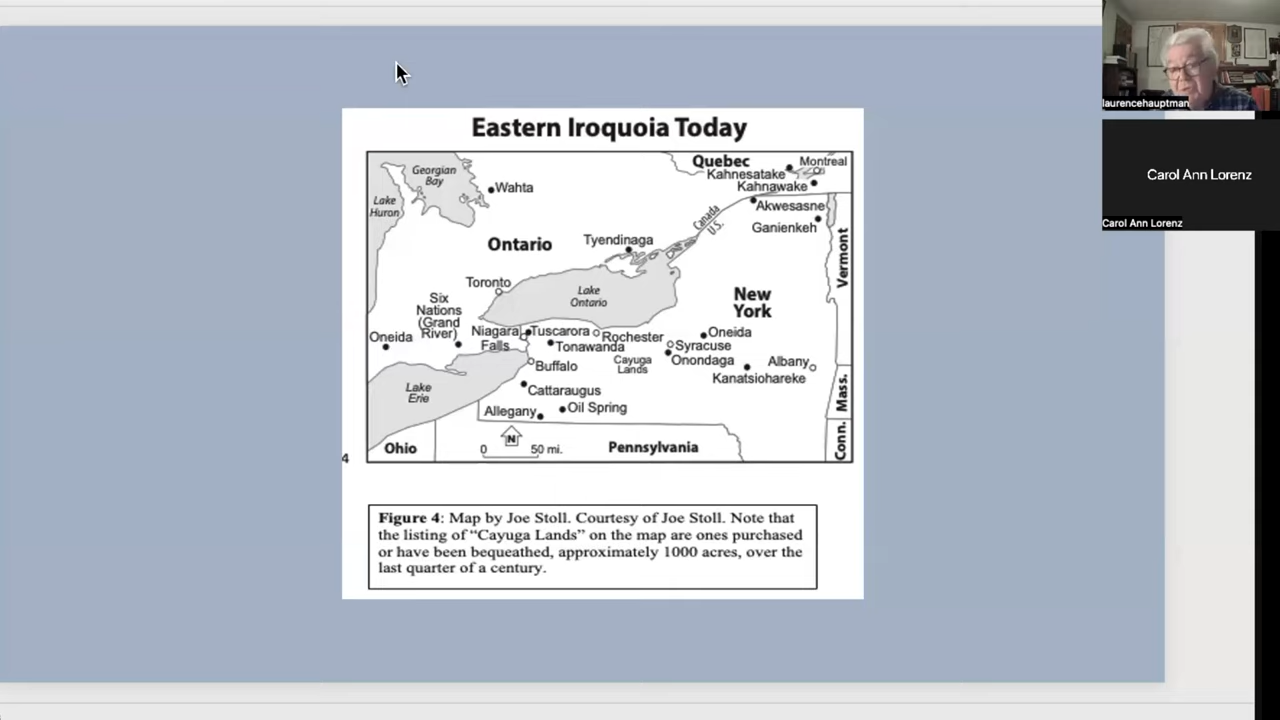 Eastern Iroquoia Today
Georgian
Bay
Lake
Huron
Wahta
Quebec
Montreal
Kahnesatake
Kahnawake
Akwesasne
Ganienkeh
Canada
U.S.
Ontario
Tyendinaga
Vermont
Toronto
Lake
Ontario
New
York
Six
Nations
(Grand
River)
Oneida
Niagara
Falls
Tuscarora
Tonawanda
Rochester
Oneida
Syracuse
Onondaga
Cayuga
Lands
Buffalo
Albany
Kanatsiohareke
Mass.
Lake
Erie
Cattaraugus
Allegany
Oil Spring
N
0 50 mi.
Ohio
Pennsylvania
Conn.
4
Figure 4: Map by Joe Stoll. Courtesy of Joe Stoll. Note that
the listing of “Cayuga Lands” on the map are ones purchased
or have been bequeathed, approximately 1000 acres, over the
last quarter of a century.
laurencehauptman
Carol Ann Lorenz
Carol Ann Lorenz